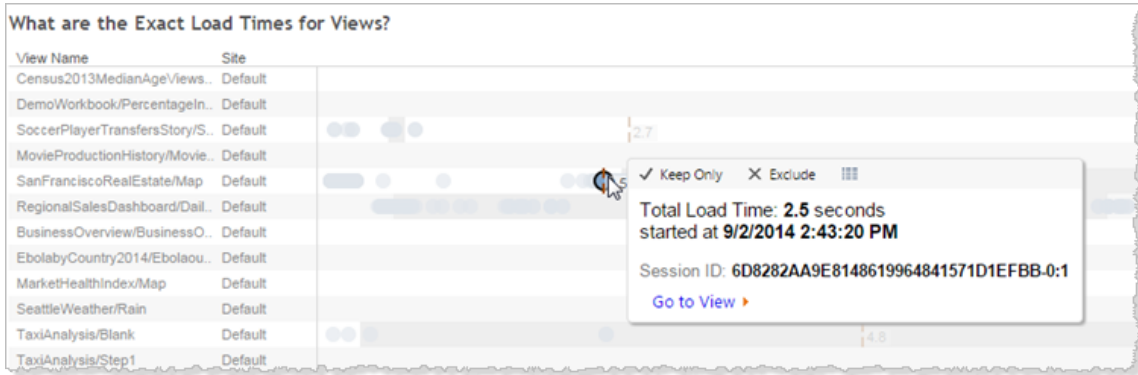 What are the Exact Load Times for Views?
View Name Site
Census2013MedianAgeViews.. Default
DemoWorkbook/PercentageIn.. Default
SoccerPlayerTransfersStory/S.. Default 2.7
MovieProductionHistory/Movie.. Default
SanFranciscoRealEstate/Map Default
RegionalSalesDashboard/Dail.. Default
BusinessOverview/BusinessO.. Default
EbolabyCountry2014/Ebolaou.. Default
MarketHealthIndex/Map Default
SeattleWeather/Rain Default
TaxiAnalysis/Blank Default 4.8
TaxiAnalysis/Step1 Default
Keep Only Exclude
Total Load Time: 2.5 seconds
started at 9/2/2014 2:43:20 PM
Session ID: 6D8282AA9E8148619964841571D1EFBB-0:1
Go to View